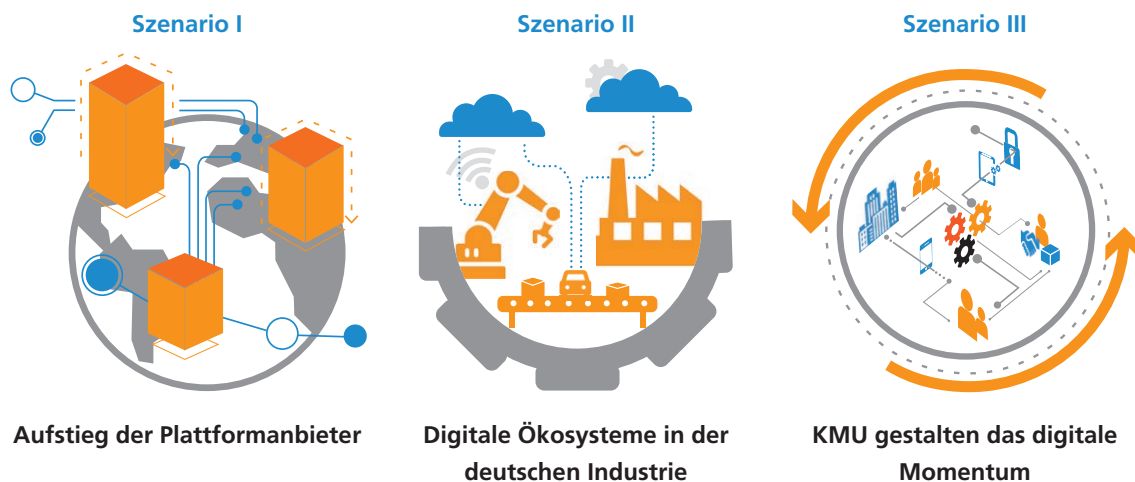 Szenario I
Szenario II
Szenario III
Aufstieg der Plattformanbieter
Digitale Ökosysteme in der
deutschen Industrie
KMU gestalten das digitale
Momentum